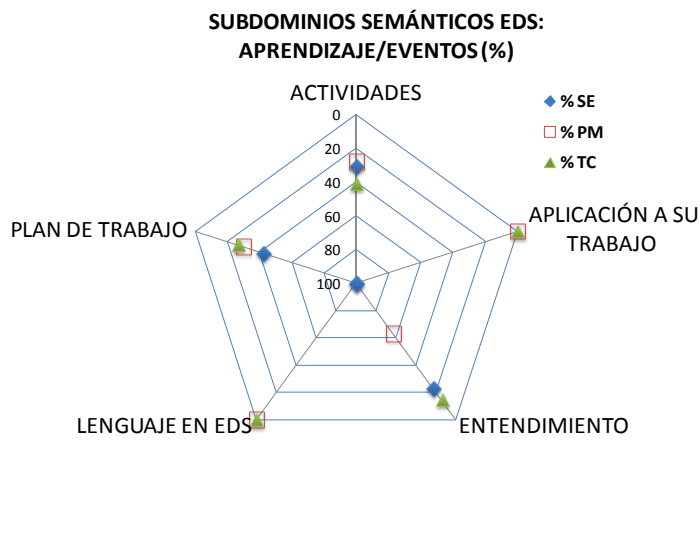 SUBDOMINIOS SEMÁNTICOS EDS:
APRENDIZAJE/EVENTOS (%)
ACTIVIDADES
% SE
% PM
% TC
0
20
40
60
80
100
APLICACIÓN A SU
TRABAJO
PLAN DE TRABAJO
LENGUAJE EN EDS
ENTENDIMIENTO